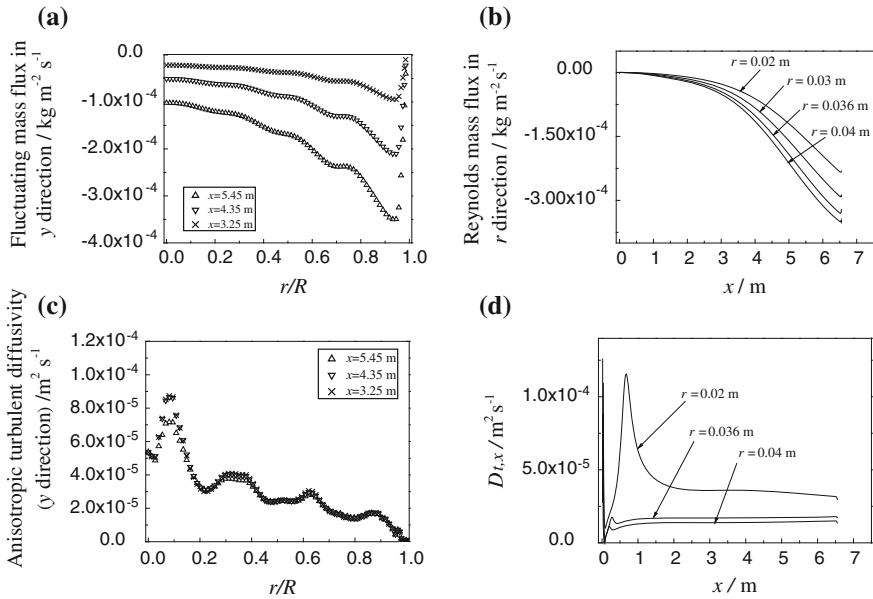 (a)
Fluctuating mass flux in
y direction / kg m⁻² s⁻¹
0.0
-1.0x10⁻⁴
-2.0x10⁻⁴
-3.0x10⁻⁴
-4.0x10⁻⁴
x=5.45 m
x=4.35 m
x=3.25 m
0.0 0.2 0.4 0.6 0.8 1.0
r/R
(b)
Reynolds mass flux in
r direction / kg m⁻² s⁻¹
0.00
-1.50x10⁻⁴
-3.00x10⁻⁴
r = 0.02 m
r = 0.03 m
r = 0.036 m
r = 0.04 m
0 1 2 3 4 5 6 7
x / m
(c)
Anisotropic turbulent diffusivity
(y direction) /m² s⁻¹
1.2x10⁻⁴
1.0x10⁻⁴
8.0x10⁻⁵
6.0x10⁻⁵
4.0x10⁻⁵
2.0x10⁻⁵
0.0
x=5.45 m
x=4.35 m
x=3.25 m
0.0 0.2 0.4 0.6 0.8 1.0
r/R
(d)
Dt,x / m² s⁻¹
1.0x10⁻⁴
5.0x10⁻⁵
0.0
r = 0.02 m
r = 0.036 m
r = 0.04 m
0 1 2 3 4 5 6 7
x / m